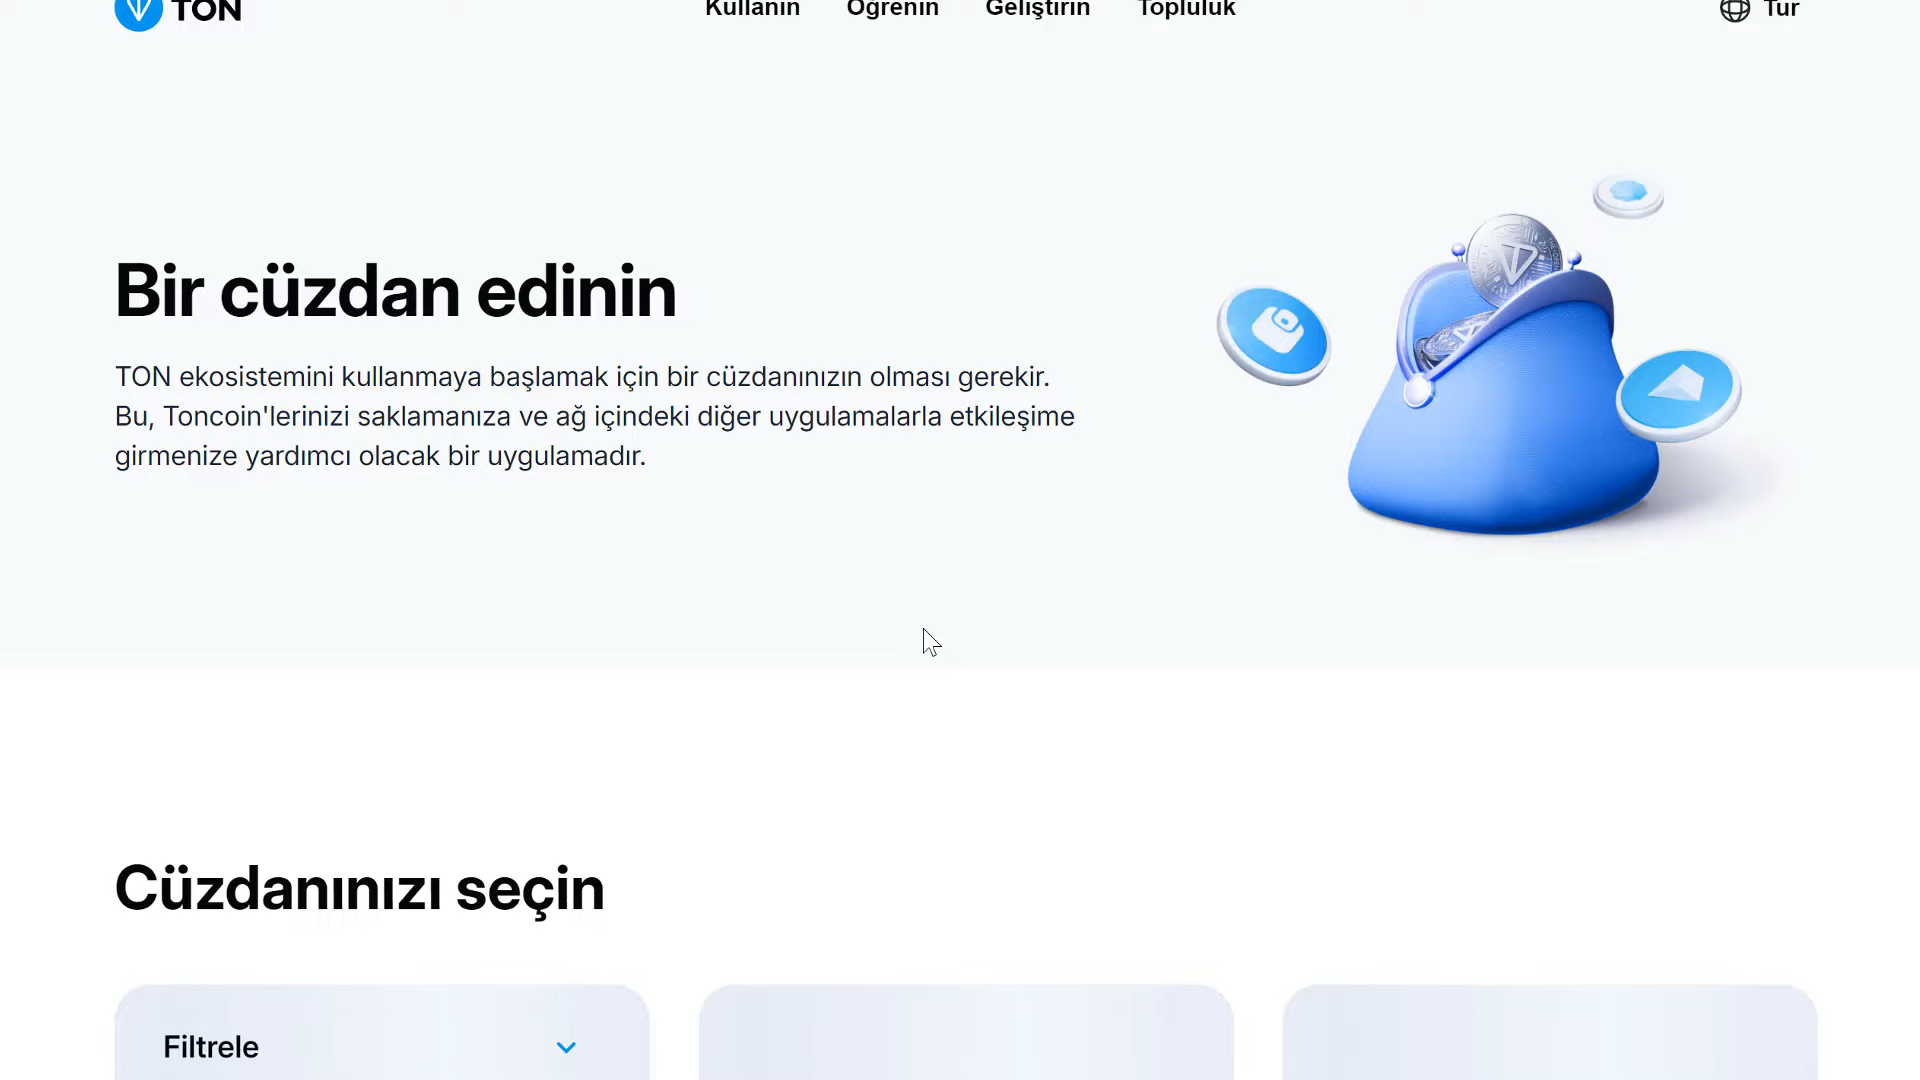 TON
Kullanın Öğrenin Geliştirin Topluluk
Tur
Bir cüzdan edinin
TON ekosistemini kullanmaya başlamak için bir cüzdanınızın olması gerekir.
Bu, Toncoin'lerinizi saklamanıza ve ağ içindeki diğer uygulamalarla etkileşime
girmenize yardımcı olacak bir uygulamadır.
Cüzdanınızı seçin
Filtrele